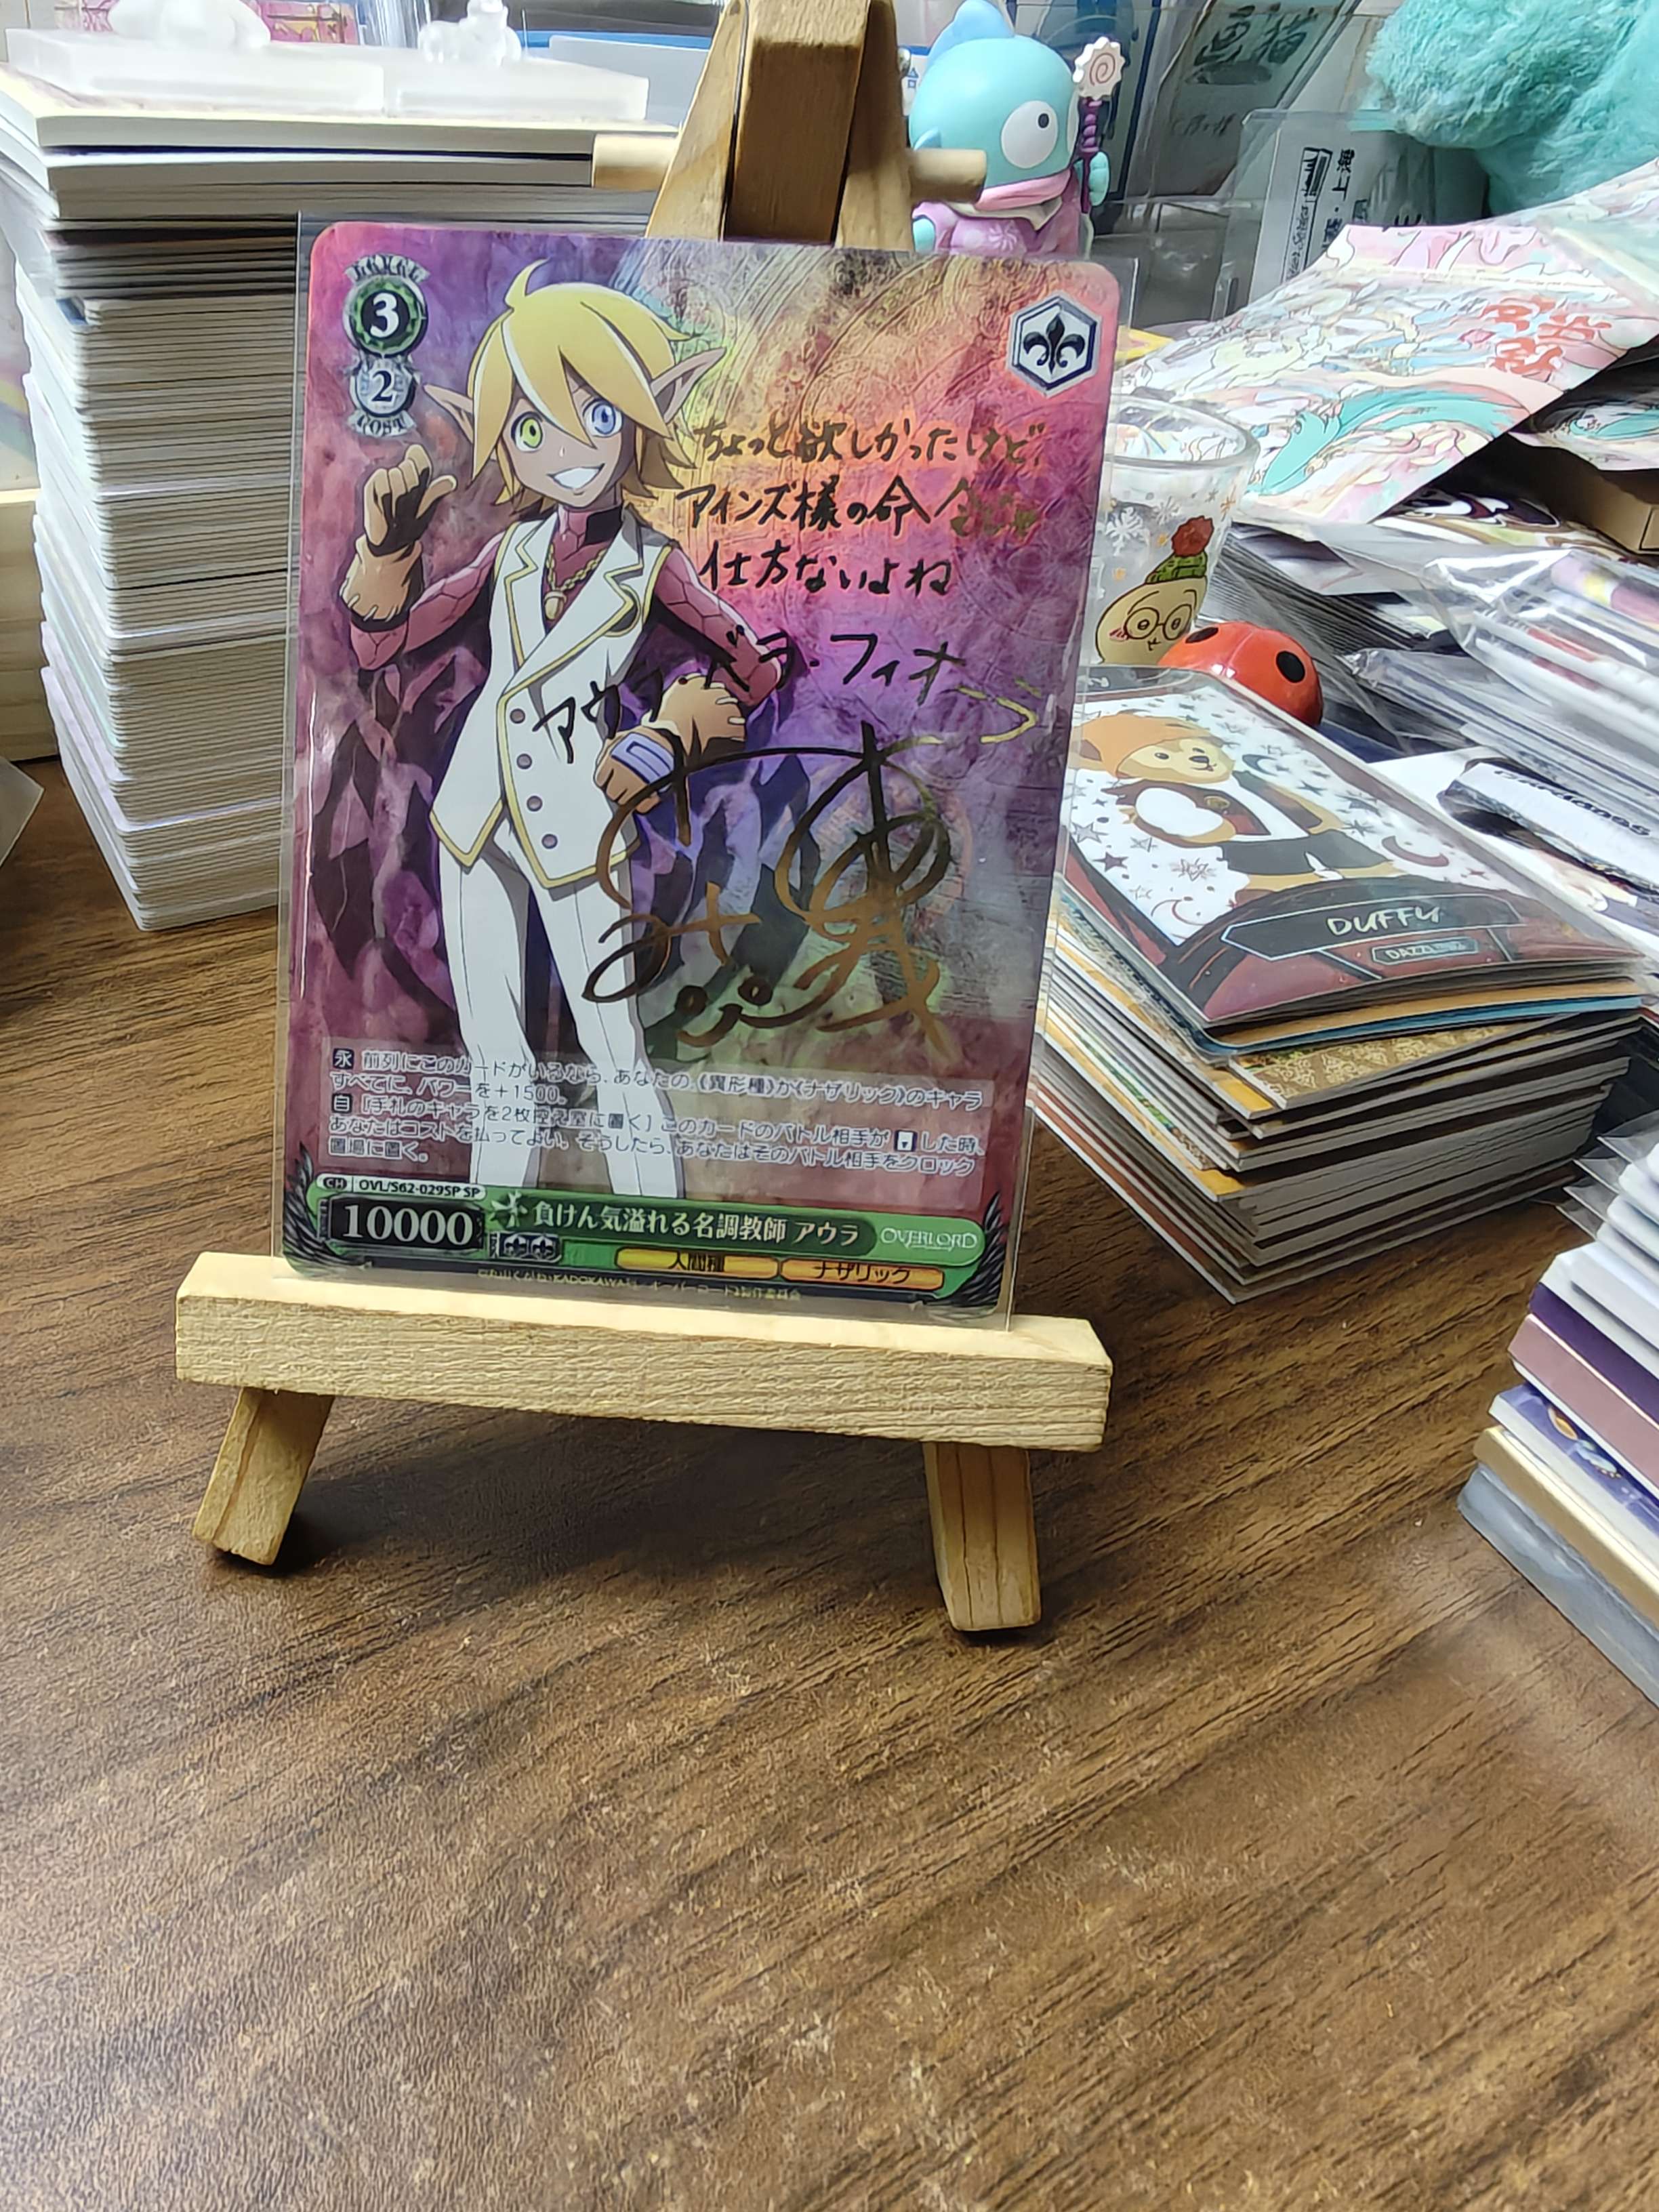 3
2
COST
ちょっと欲しかったけど、
アインズ様の命令じゃ
仕方ないよね
アウラ・ベラ・フィオーラ
永 前列にこのカードがいるなら、あなたの《異形種》か《ナザリック》のキャラ
すべてに、パワーを+1500。
自 [手札のキャラを2枚控え室に置く] このカードのバトル相手が した時、
あなたはコストを払ってよい。そうしたら、あなたはそのバトル相手をクロック
置場に置く。
CH OVL/S62-029SP SP
10000
負けん気溢れる名調教師 アウラ
OVERLORD
人間種
ナザリック
DUFFY
上海